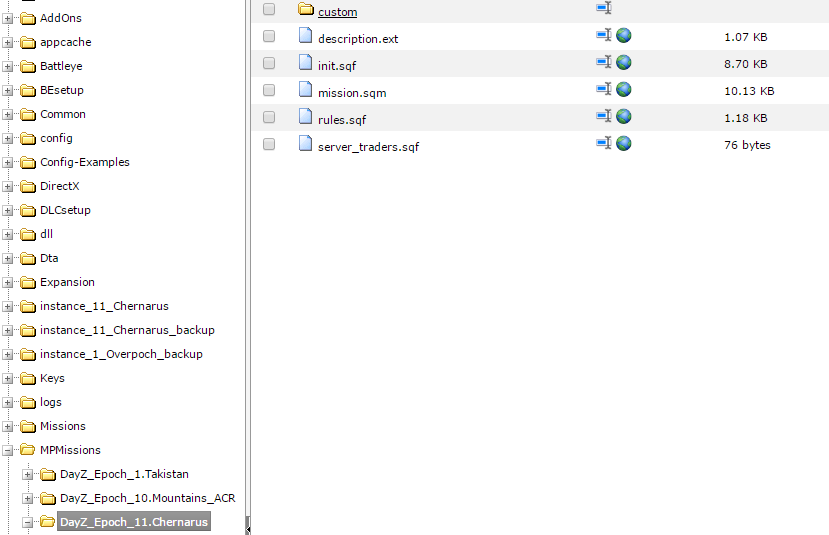 AddOns
appcache
Battleye
BEsetup
Common
config
Config-Examples
DirectX
DLCsetup
dll
Dta
Expansion
instance_11_Chernarus
instance_11_Chernarus_backup
instance_1_Overpoch_backup
Keys
logs
Missions
MPMissions
DayZ_Epoch_1.Takistan
DayZ_Epoch_10.Mountains_ACR
DayZ_Epoch_11.Chernarus
custom
description.ext 1.07 KB
init.sqf 8.70 KB
mission.sqm 10.13 KB
rules.sqf 1.18 KB
server_traders.sqf 76 bytes